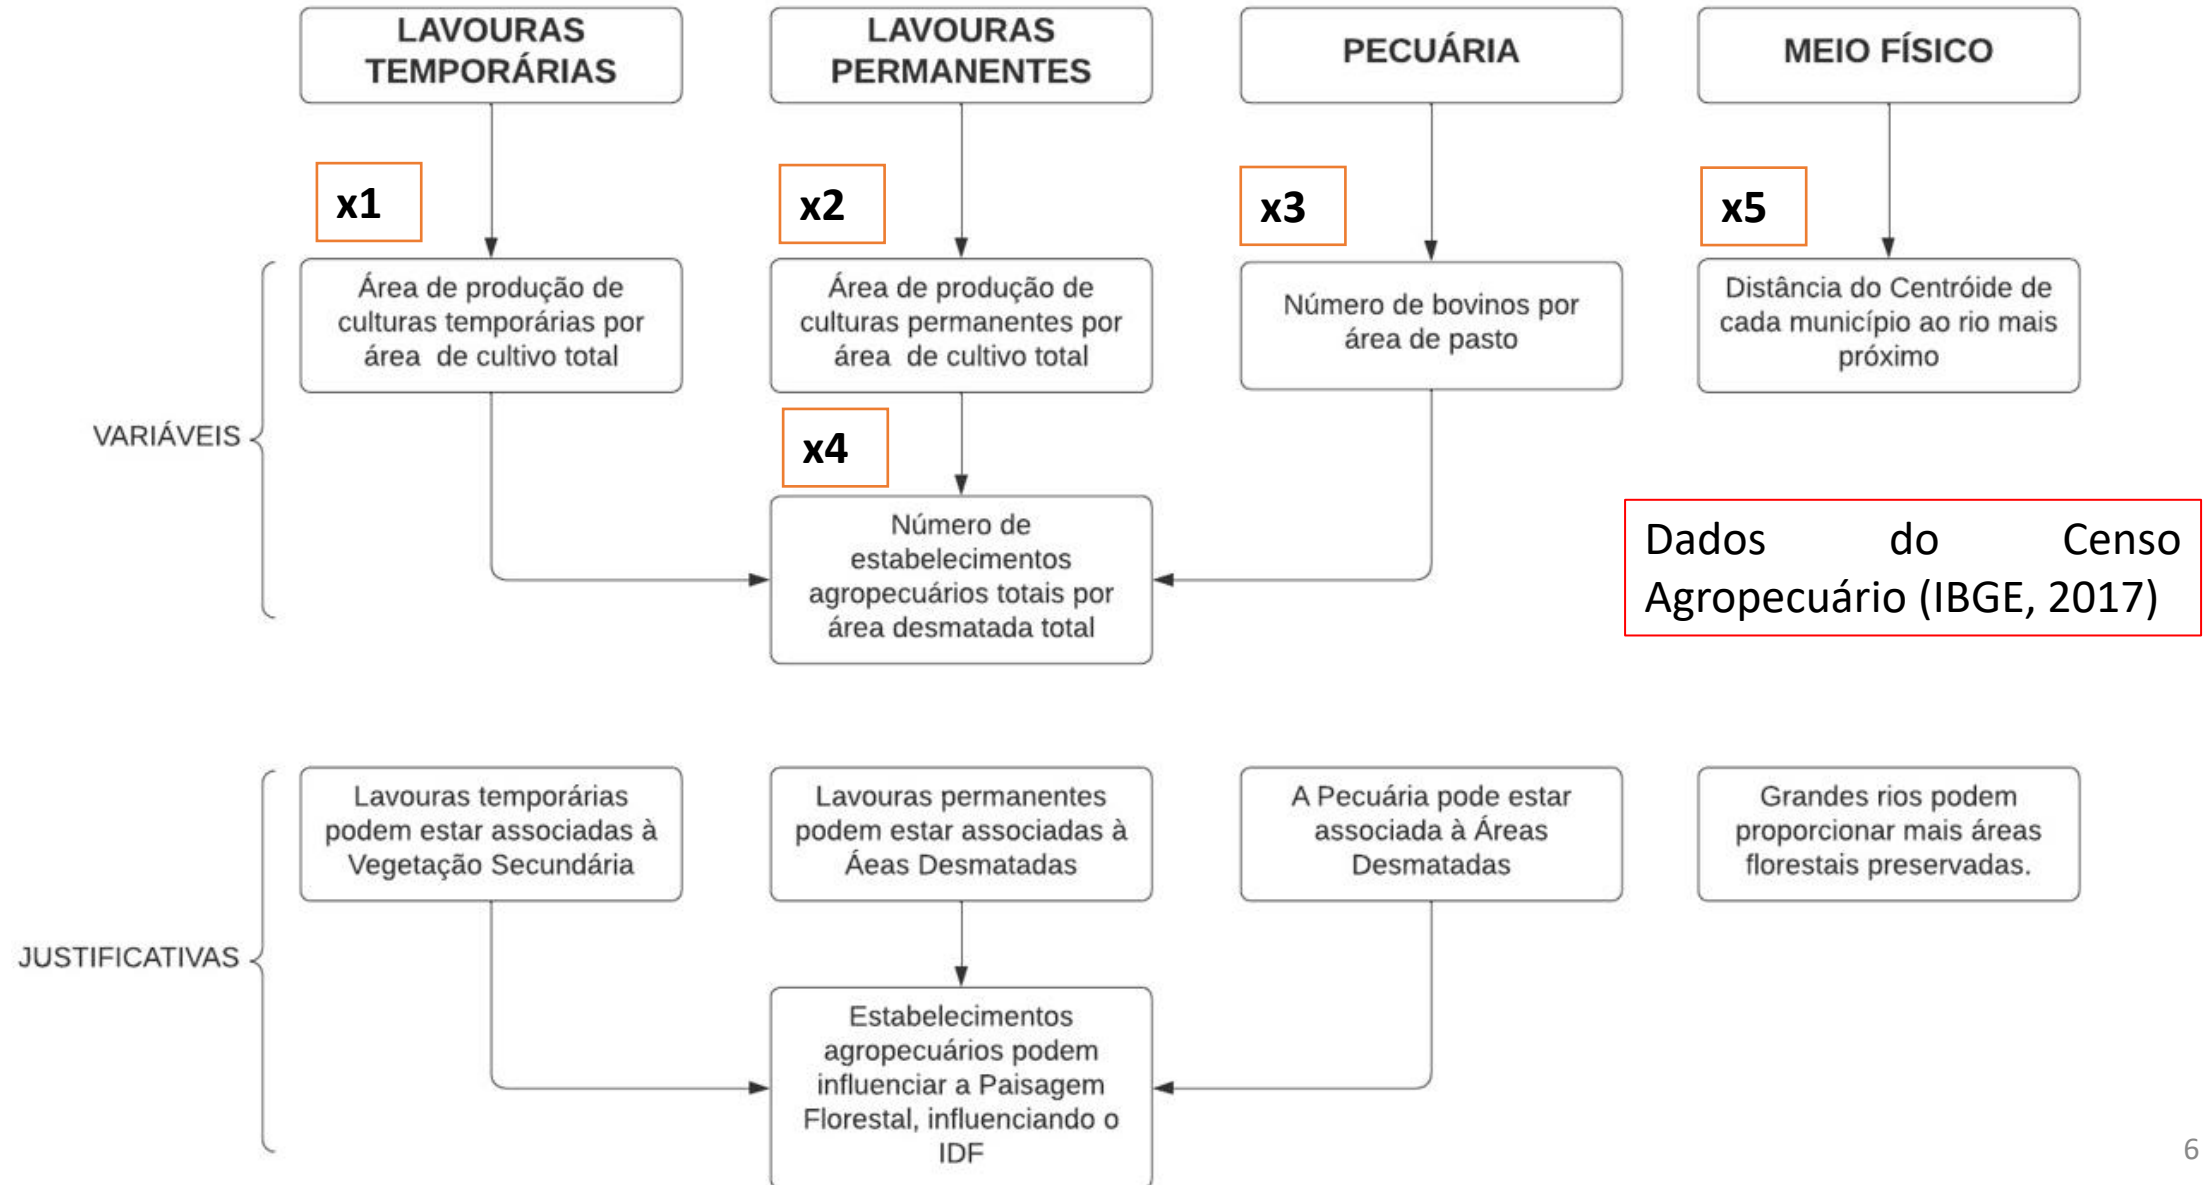 LAVOURAS
TEMPORÁRIAS
LAVOURAS
PERMANENTES
PECUÁRIA
MEIO FÍSICO
x1
x2
x3
x5
Área de produção de
culturas temporárias por
área de cultivo total
Área de produção de
culturas permanentes por
área de cultivo total
Número de bovinos por
área de pasto
Distância do Centróide de
cada município ao rio mais
próximo
VARIÁVEIS
x4
Número de
estabelecimentos
agropecuários totais por
área desmatada total
Dados do Censo
Agropecuário (IBGE, 2017)
Lavouras temporárias
podem estar associadas à
Vegetação Secundária
Lavouras permanentes
podem estar associadas à
Áeas Desmatadas
A Pecuária pode estar
associada à Áreas
Desmatadas
Grandes rios podem
proporcionar mais áreas
florestais preservadas.
JUSTIFICATIVAS
Estabelecimentos
agropecuários podem
influenciar a Paisagem
Florestal, influenciando o
IDF
6